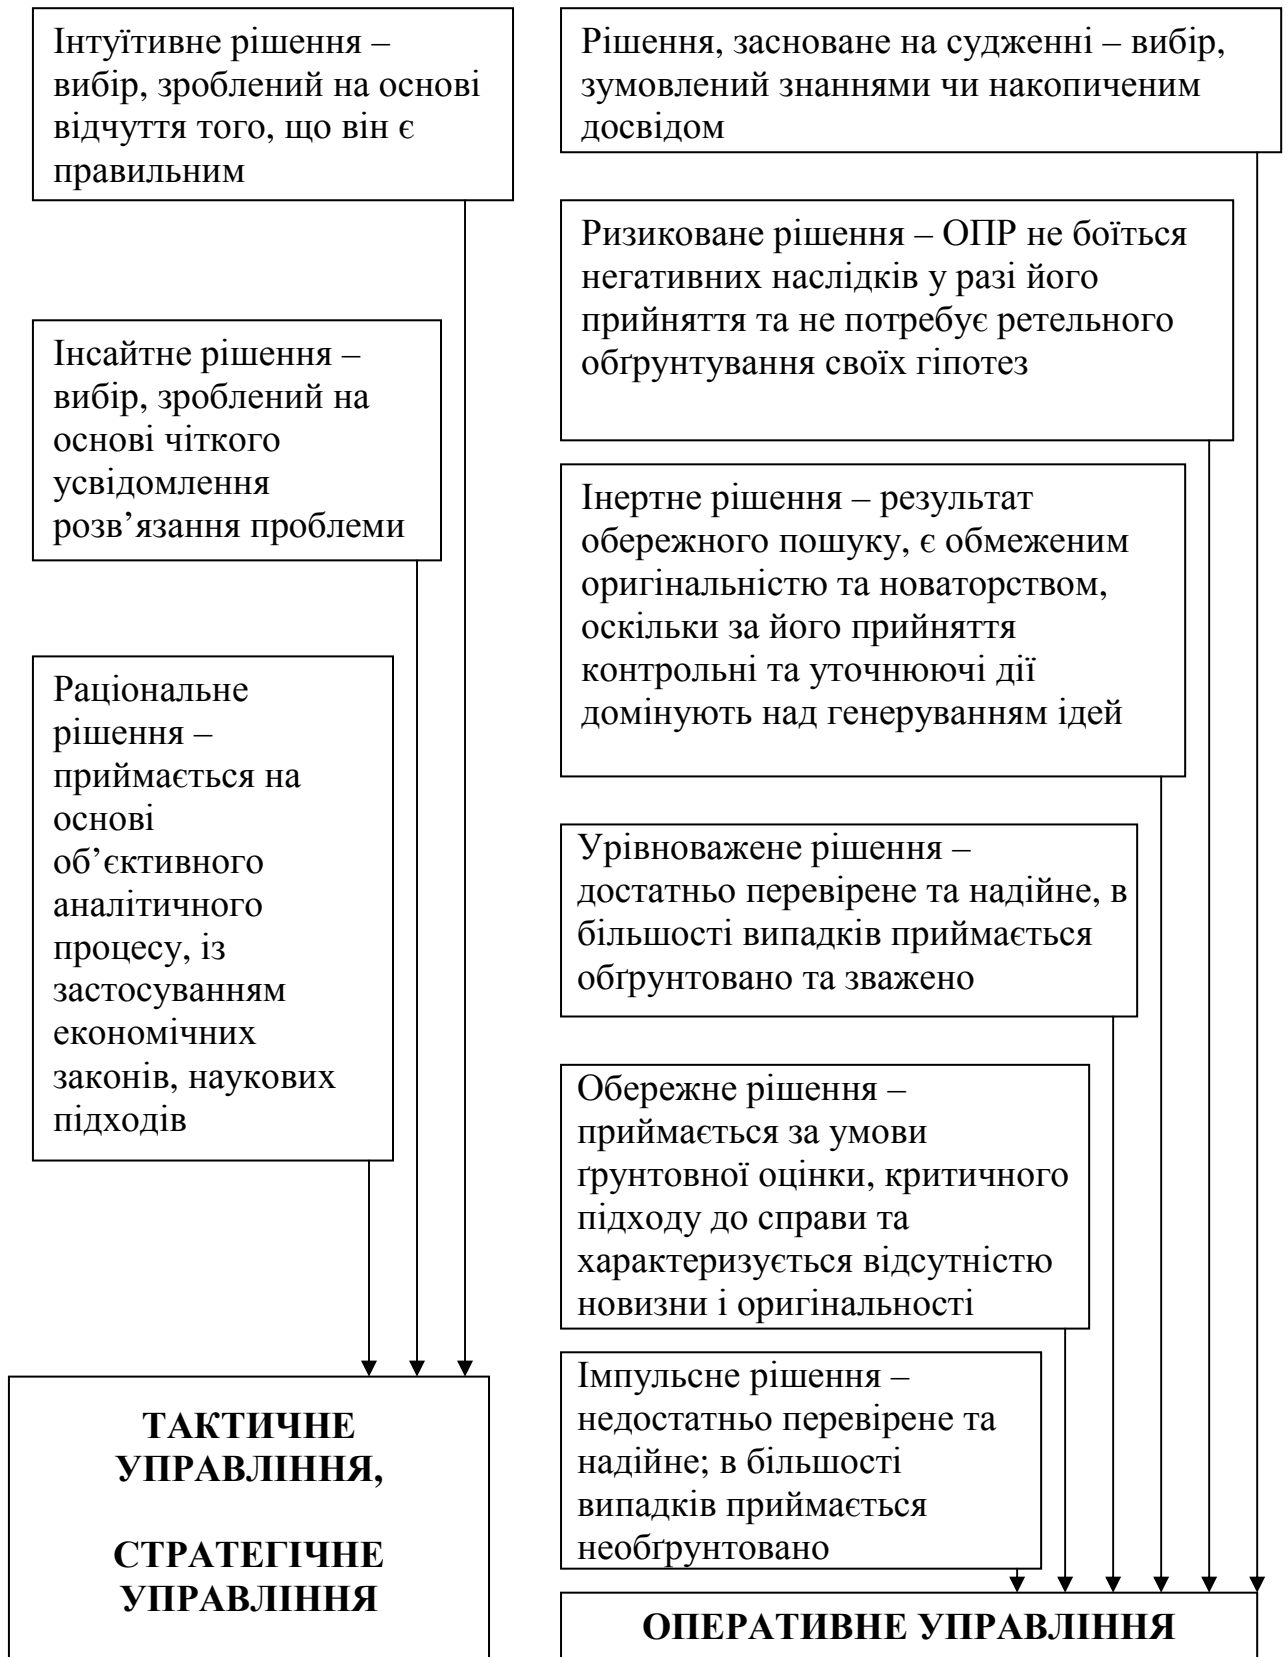 Інтуїтивне рішення –
вибір, зроблений на основі
відчуття того, що він є
правильним
Інсайтне рішення –
вибір, зроблений на
основі чіткого
усвідомлення
розв’язання проблеми
Раціональне
рішення –
приймається на
основі
об’єктивного
аналітичного
процесу, із
застосуванням
економічних
законів, наукових
підходів
ТАКТИЧНЕ
УПРАВЛІННЯ,
СТРАТЕГІЧНЕ
УПРАВЛІННЯ
Рішення, засноване на судженні – вибір,
зумовлений знаннями чи накопиченим
досвідом
Ризиковане рішення – ОПР не боїться
негативних наслідків у разі його
прийняття та не потребує ретельного
обґрунтування своїх гіпотез
Інертне рішення – результат
обережного пошуку, є обмеженим
оригінальністю та новаторством,
оскільки за його прийняття
контрольні та уточнюючі дії
домінують над генеруванням ідей
Урівноважене рішення –
достатньо перевірене та надійне, в
більшості випадків приймається
обґрунтовано та зважено
Обережне рішення –
приймається за умови
ґрунтовної оцінки, критичного
підходу до справи та
характеризується відсутністю
новизни і оригінальності
Імпульсне рішення –
недостатньо перевірене та
надійне; в більшості
випадків приймається
необґрунтовано
ОПЕРАТИВНЕ УПРАВЛІННЯ